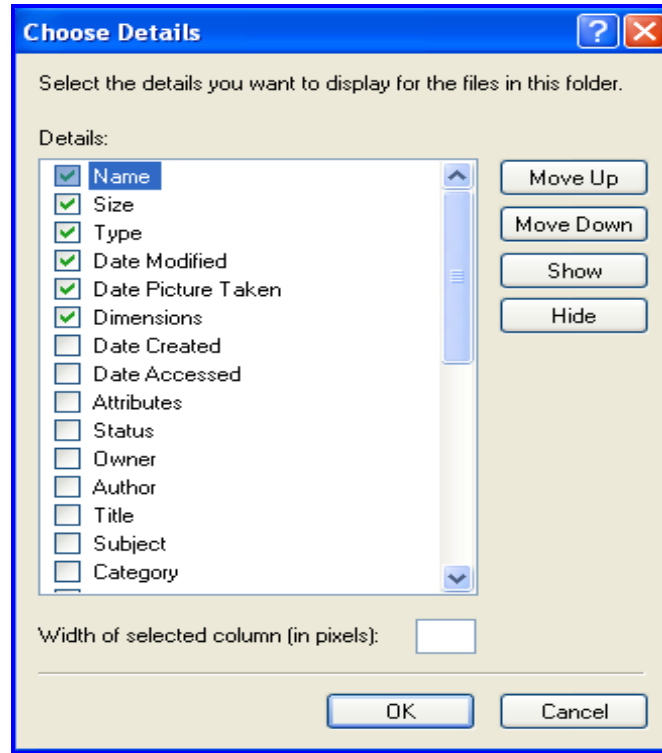 Choose Details
Select the details you want to display for the files in this folder.
Details:
Name
Size
Type
Date Modified
Date Picture Taken
Dimensions
Date Created
Date Accessed
Attributes
Status
Owner
Author
Title
Subject
Category
Move Up
Move Down
Show
Hide
Width of selected column (in pixels):
OK
Cancel